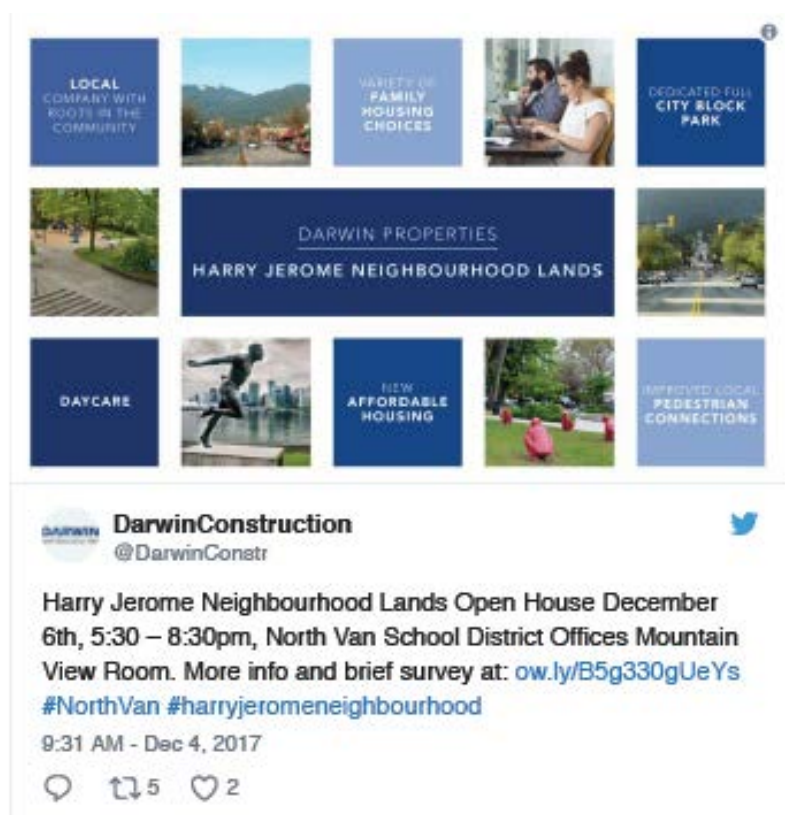 LOCAL
COMPANY WITH
ROOTS IN THE
COMMUNITY
VARIETY OF
FAMILY
HOUSING
CHOICES
DEDICATED FULL
CITY BLOCK
PARK
DARWIN PROPERTIES
HARRY JEROME NEIGHBOURHOOD LANDS
DAYCARE
NEW
AFFORDABLE
HOUSING
IMPROVED LOCAL
PEDESTRIAN
CONNECTIONS
DARWIN
DarwinConstruction
@DarwinConstr
Harry Jerome Neighbourhood Lands Open House December
6th, 5:30 – 8:30pm, North Van School District Offices Mountain
View Room. More info and brief survey at: ow.ly/B5g330gUeYs
#NorthVan #harryjeromeneighbourhood
9:31 AM - Dec 4, 2017
5 2